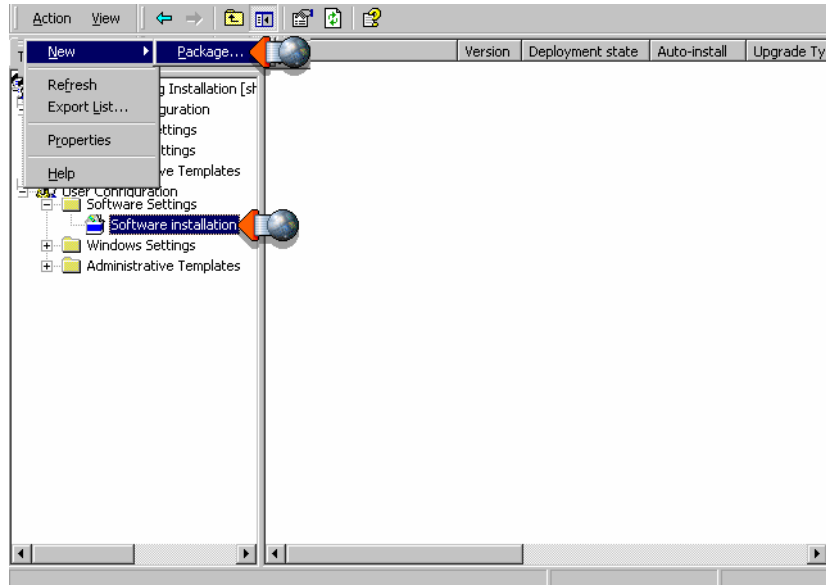 Action View
New Package... Version Deployment state Auto-install Upgrade Ty
Refresh
g Installation [sh
Export List...
guration
ettings
Properties
ttings
Help
ve Templates
User Configuration
Software Settings
Software installation
Windows Settings
Administrative Templates